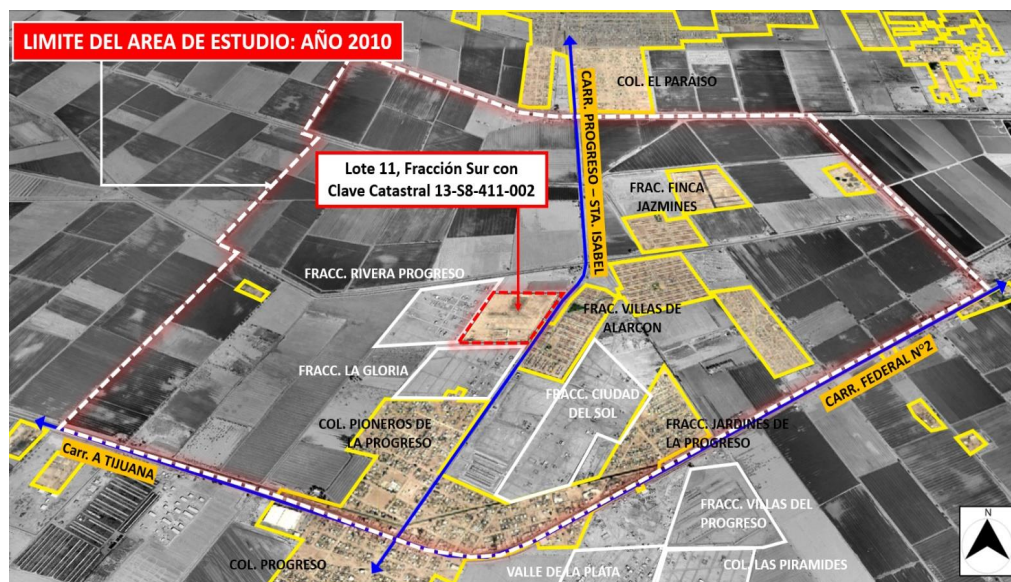 LIMITE DEL AREA DE ESTUDIO: AÑO 2010
COL. EL PARAISO
CARR. PROGRESO – STA. ISABEL
Lote 11, Fracción Sur con
Clave Catastral 13-S8-411-002
FRAC. FINCA
JAZMINES
FRACC. RIVERA PROGRESO
FRAC. VILLAS DE
ALARCON
FRACC. LA GLORIA
FRACC. CIUDAD
DEL SOL
CARR. FEDERAL N°2
COL. PIONEROS DE
LA PROGRESO
FRACC. JARDINES DE
LA PROGRESO
Carr. A TIJUANA
FRACC. VILLAS DEL
PROGRESO
COL. PROGRESO
VALLE DE LA PLATA
COL. LAS PIRAMIDES
N